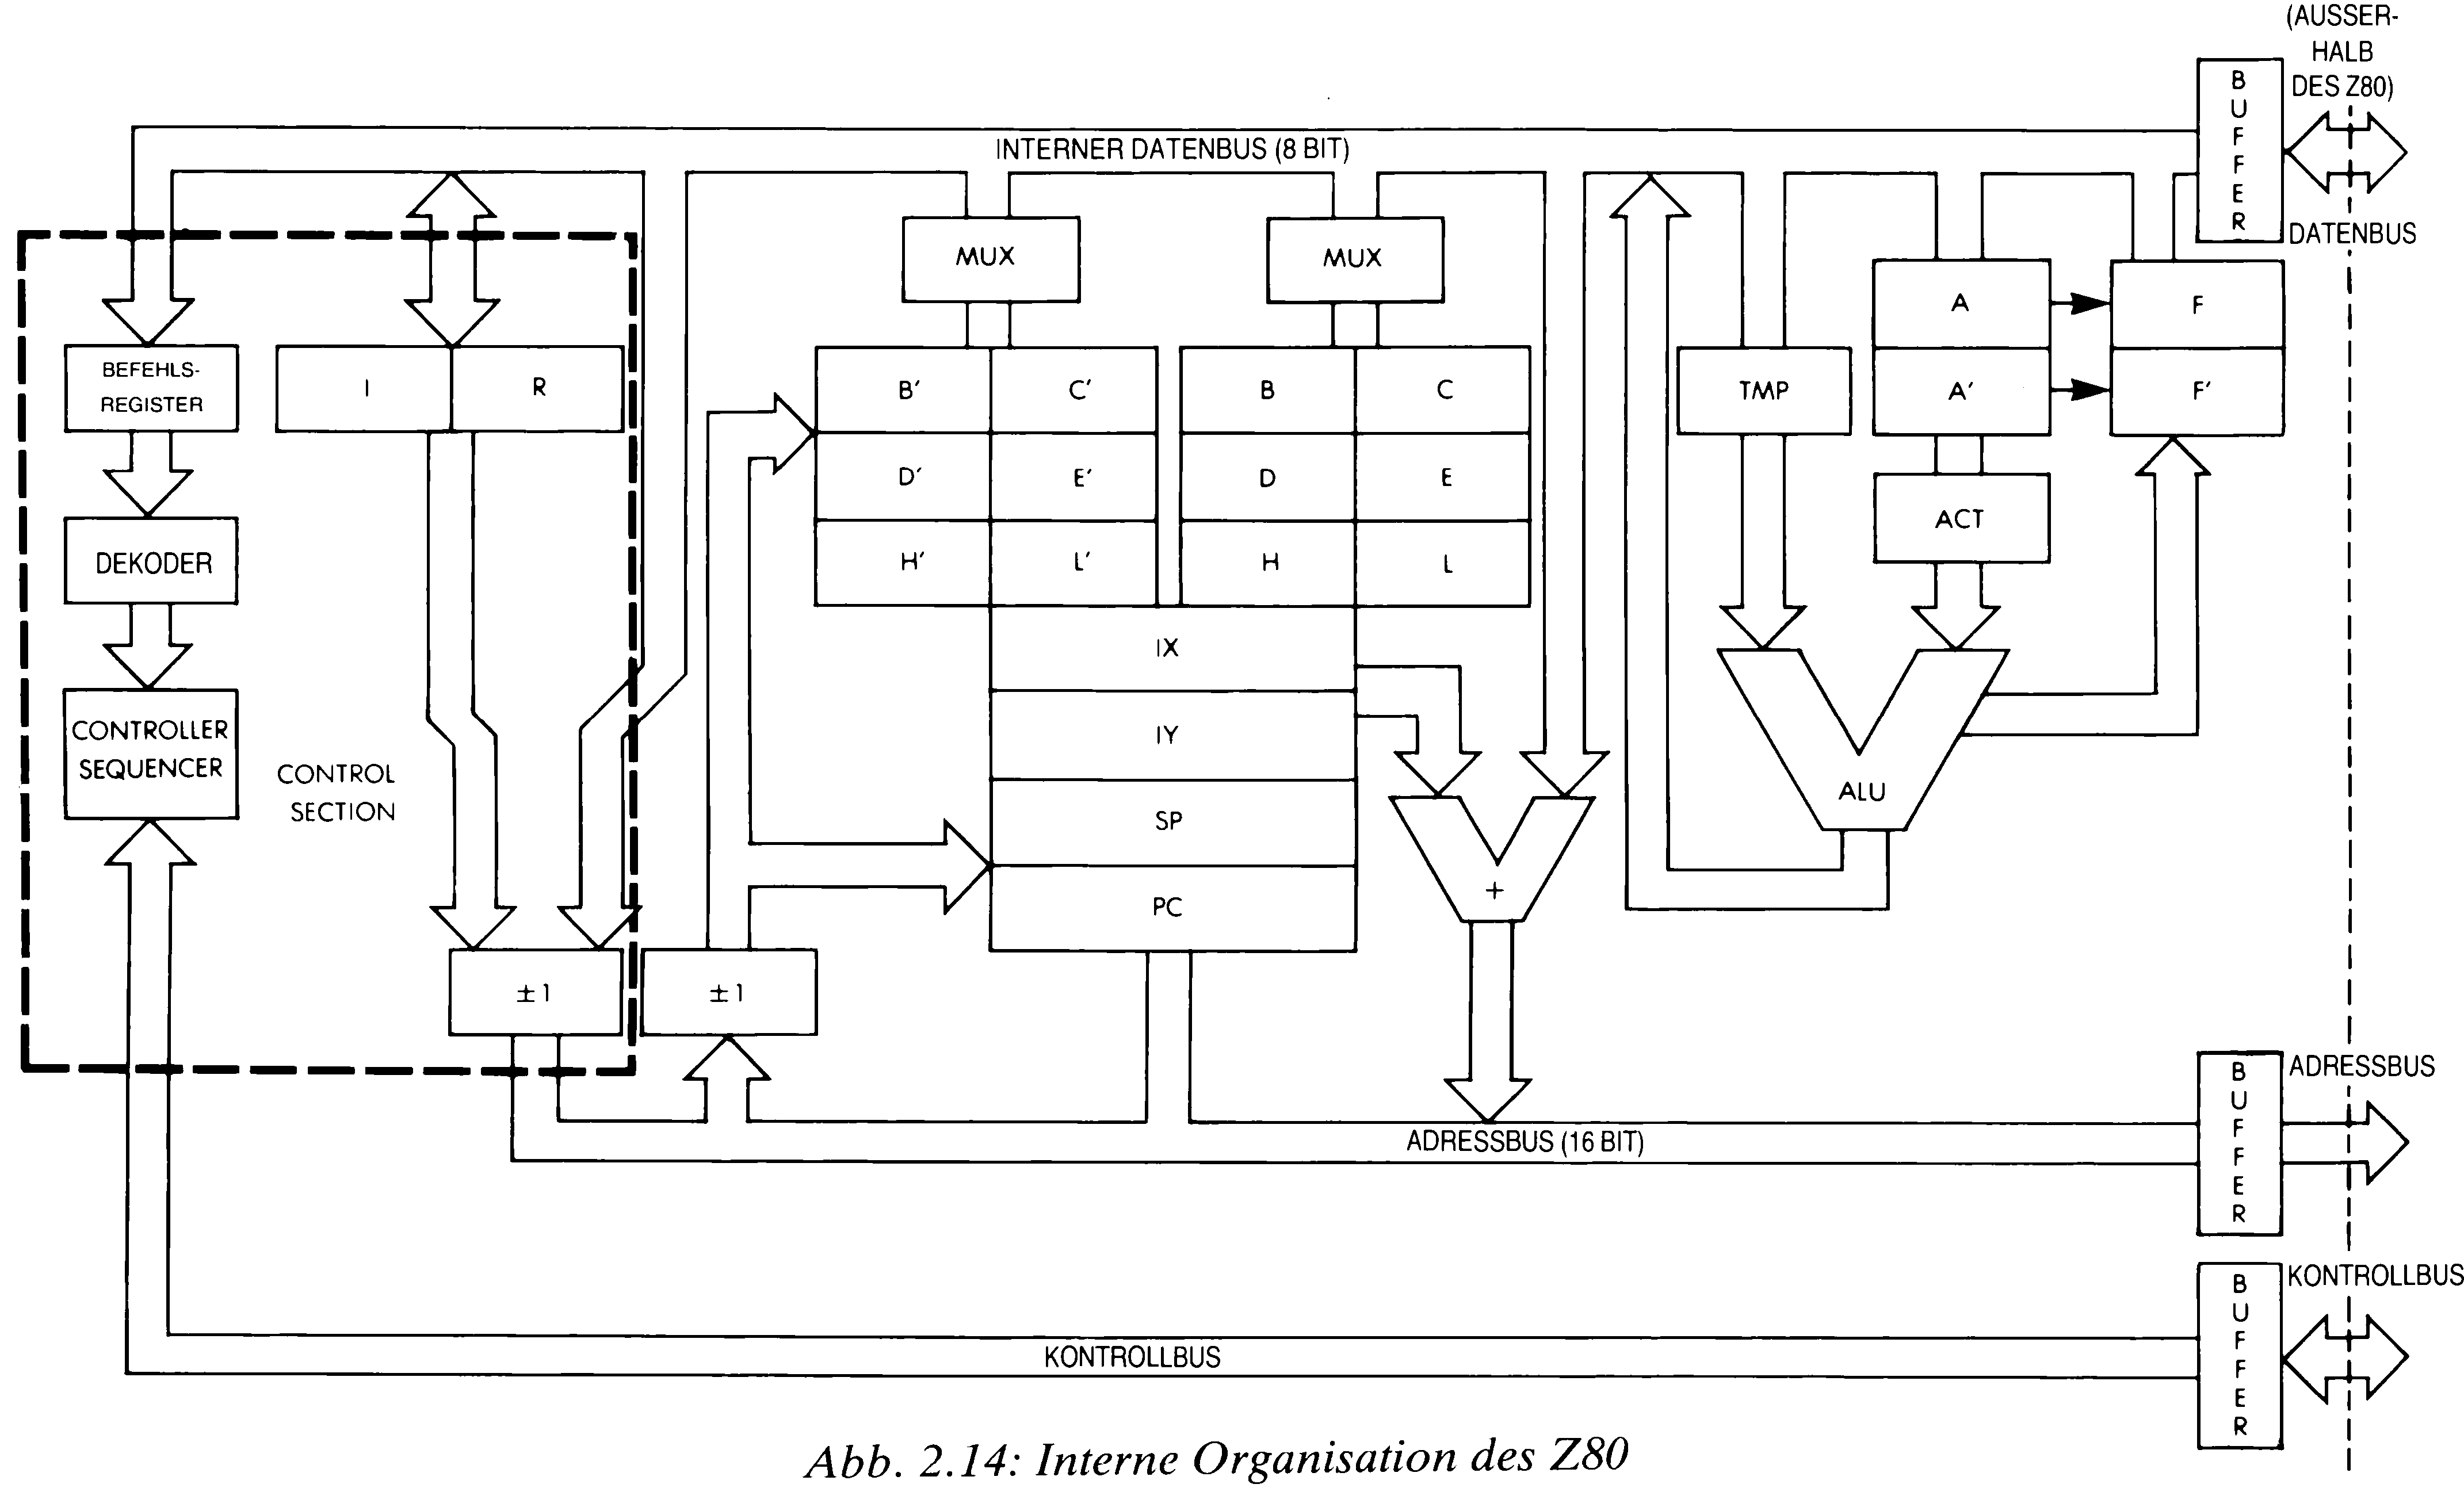 (AUSSER-
HALB
DES Z80)
BUFFER
INTERNER DATENBUS (8 BIT)
DATENBUS
MUX
MUX
A
F
BEFEHLS-
REGISTER
I
R
B′
C′
B
C
TMP
A′
F′
D′
E′
D
E
ACT
DEKODER
H′
L′
H
L
IX
CONTROLLER
SEQUENCER
IY
CONTROL
SECTION
ALU
SP
+
PC
±1
±1
BUFFER
ADRESSBUS
ADRESSBUS (16 BIT)
BUFFER
KONTROLLBUS
KONTROLLBUS
Abb. 2.14: Interne Organisation des Z80